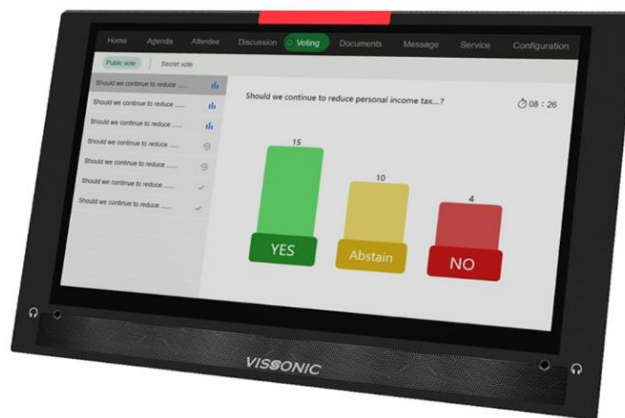 Home Agenda Attendee Discussion Voting Documents Message Service Configuration
Public vote Secret vote
Should we continue to reduce ......
Should we continue to reduce ......
Should we continue to reduce ......
Should we continue to reduce ......
Should we continue to reduce ......
Should we continue to reduce ......
Should we continue to reduce ......
Should we continue to reduce personal income tax...?
08 : 26
15
10
4
YES
Abstain
NO
VISSONIC